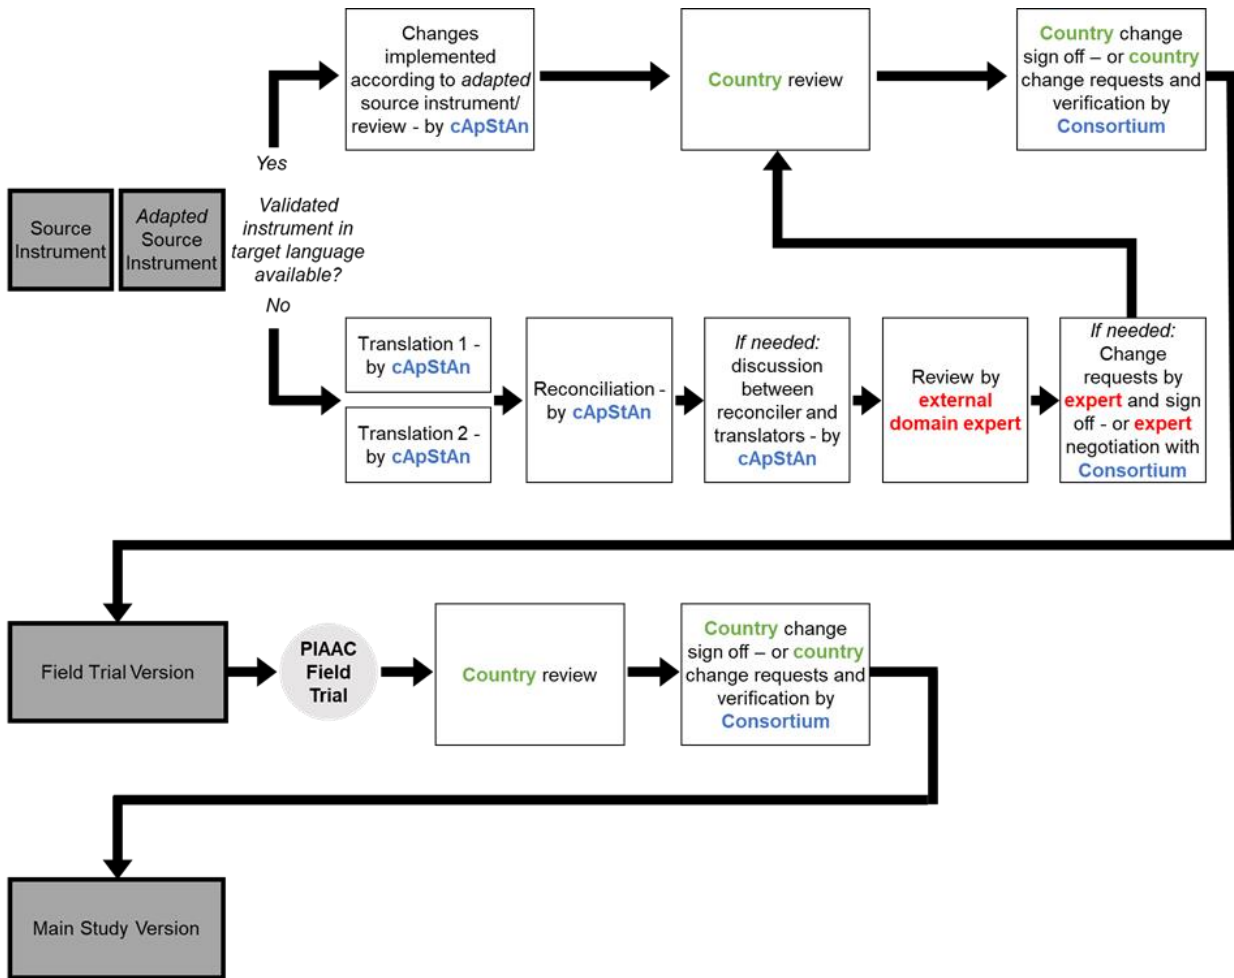 Changes
implemented
according to adapted
source instrument/
review - by cApStAn
Country review
Country change
sign off – or country
change requests and
verification by
Consortium
Yes
Source
Instrument
Adapted
Source
Instrument
Validated
instrument in
target language
available?
No
Translation 1 -
by cApStAn
Translation 2 -
by cApStAn
Reconciliation -
by cApStAn
If needed:
discussion
between
reconciler and
translators - by
cApStAn
Review by
external
domain expert
If needed:
Change
requests by
expert and sign
off - or expert
negotiation with
Consortium
Field Trial Version
PIAAC
Field
Trial
Country review
Country change
sign off – or country
change requests and
verification by
Consortium
Main Study Version